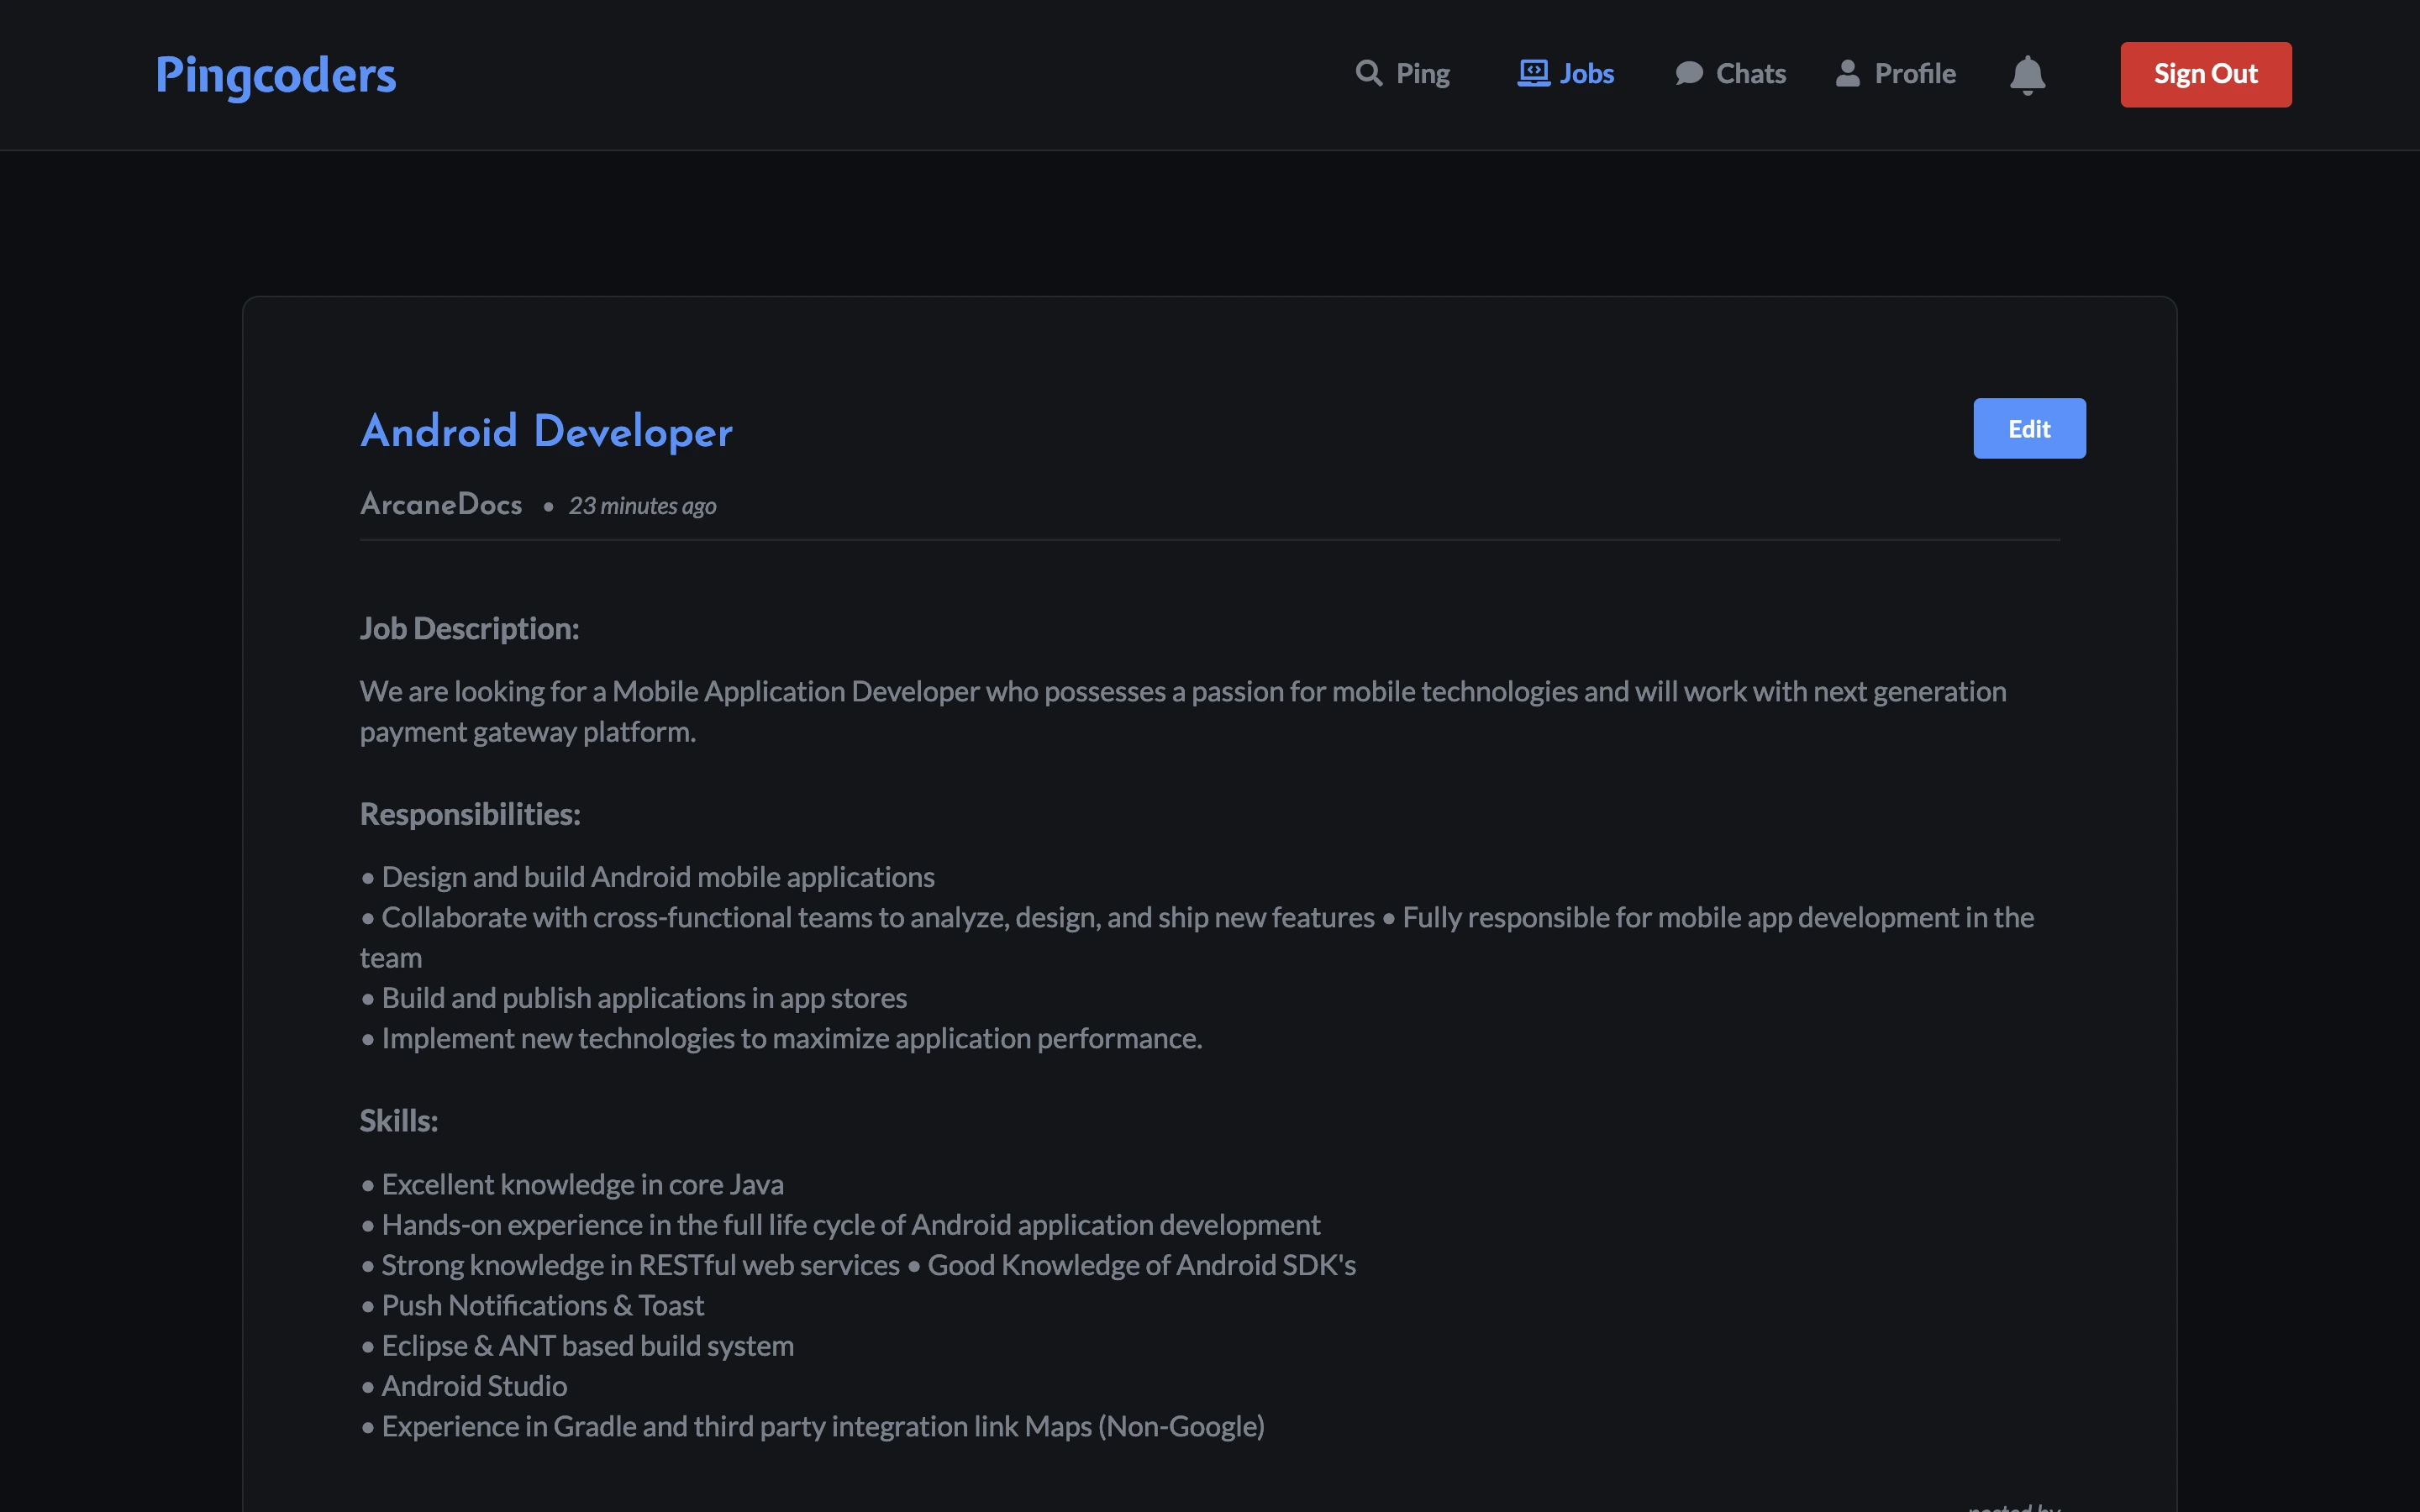 Pingcoders
Ping
Jobs
Chats
Profile
Sign Out
Android Developer
Edit
ArcaneDocs • 23 minutes ago
Job Description:
We are looking for a Mobile Application Developer who possesses a passion for mobile technologies and will work with next generation
payment gateway platform.
Responsibilities:
• Design and build Android mobile applications
• Collaborate with cross-functional teams to analyze, design, and ship new features • Fully responsible for mobile app development in the
team
• Build and publish applications in app stores
• Implement new technologies to maximize application performance.
Skills:
• Excellent knowledge in core Java
• Hands-on experience in the full life cycle of Android application development
• Strong knowledge in RESTful web services • Good Knowledge of Android SDK's
• Push Notifications & Toast
• Eclipse & ANT based build system
• Android Studio
• Experience in Gradle and third party integration link Maps (Non-Google)